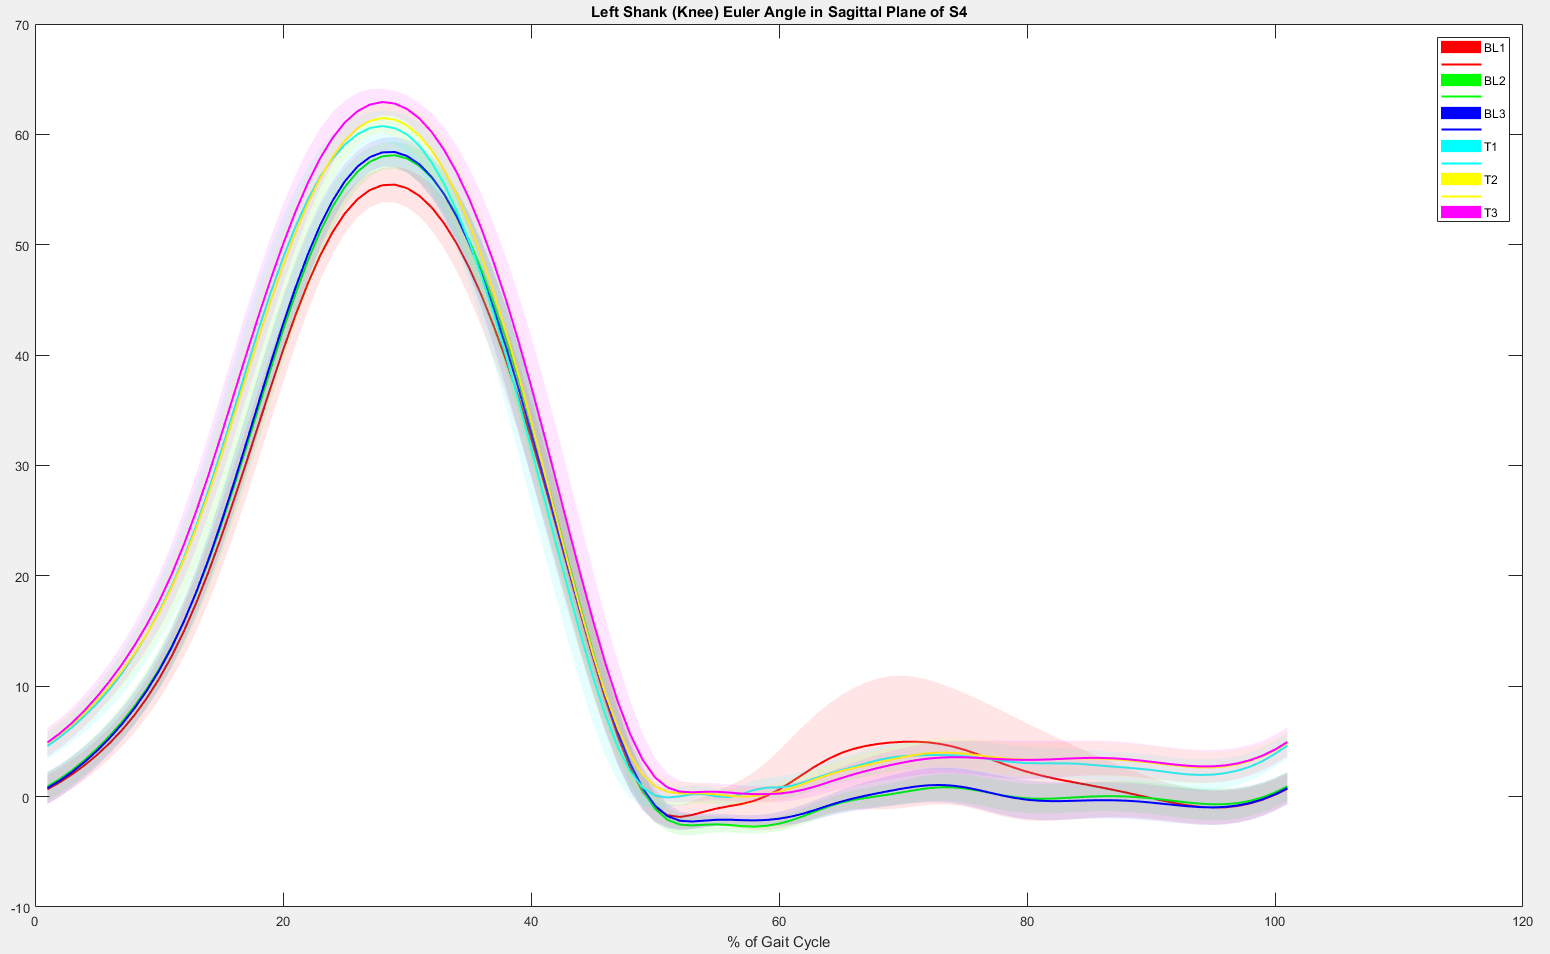 Left Shank (Knee) Euler Angle in Sagittal Plane of S4
70
60
50
40
30
20
10
0
-10
BL1
BL2
BL3
T1
T2
T3
0 20 40 60 80 100 120
% of Gait Cycle